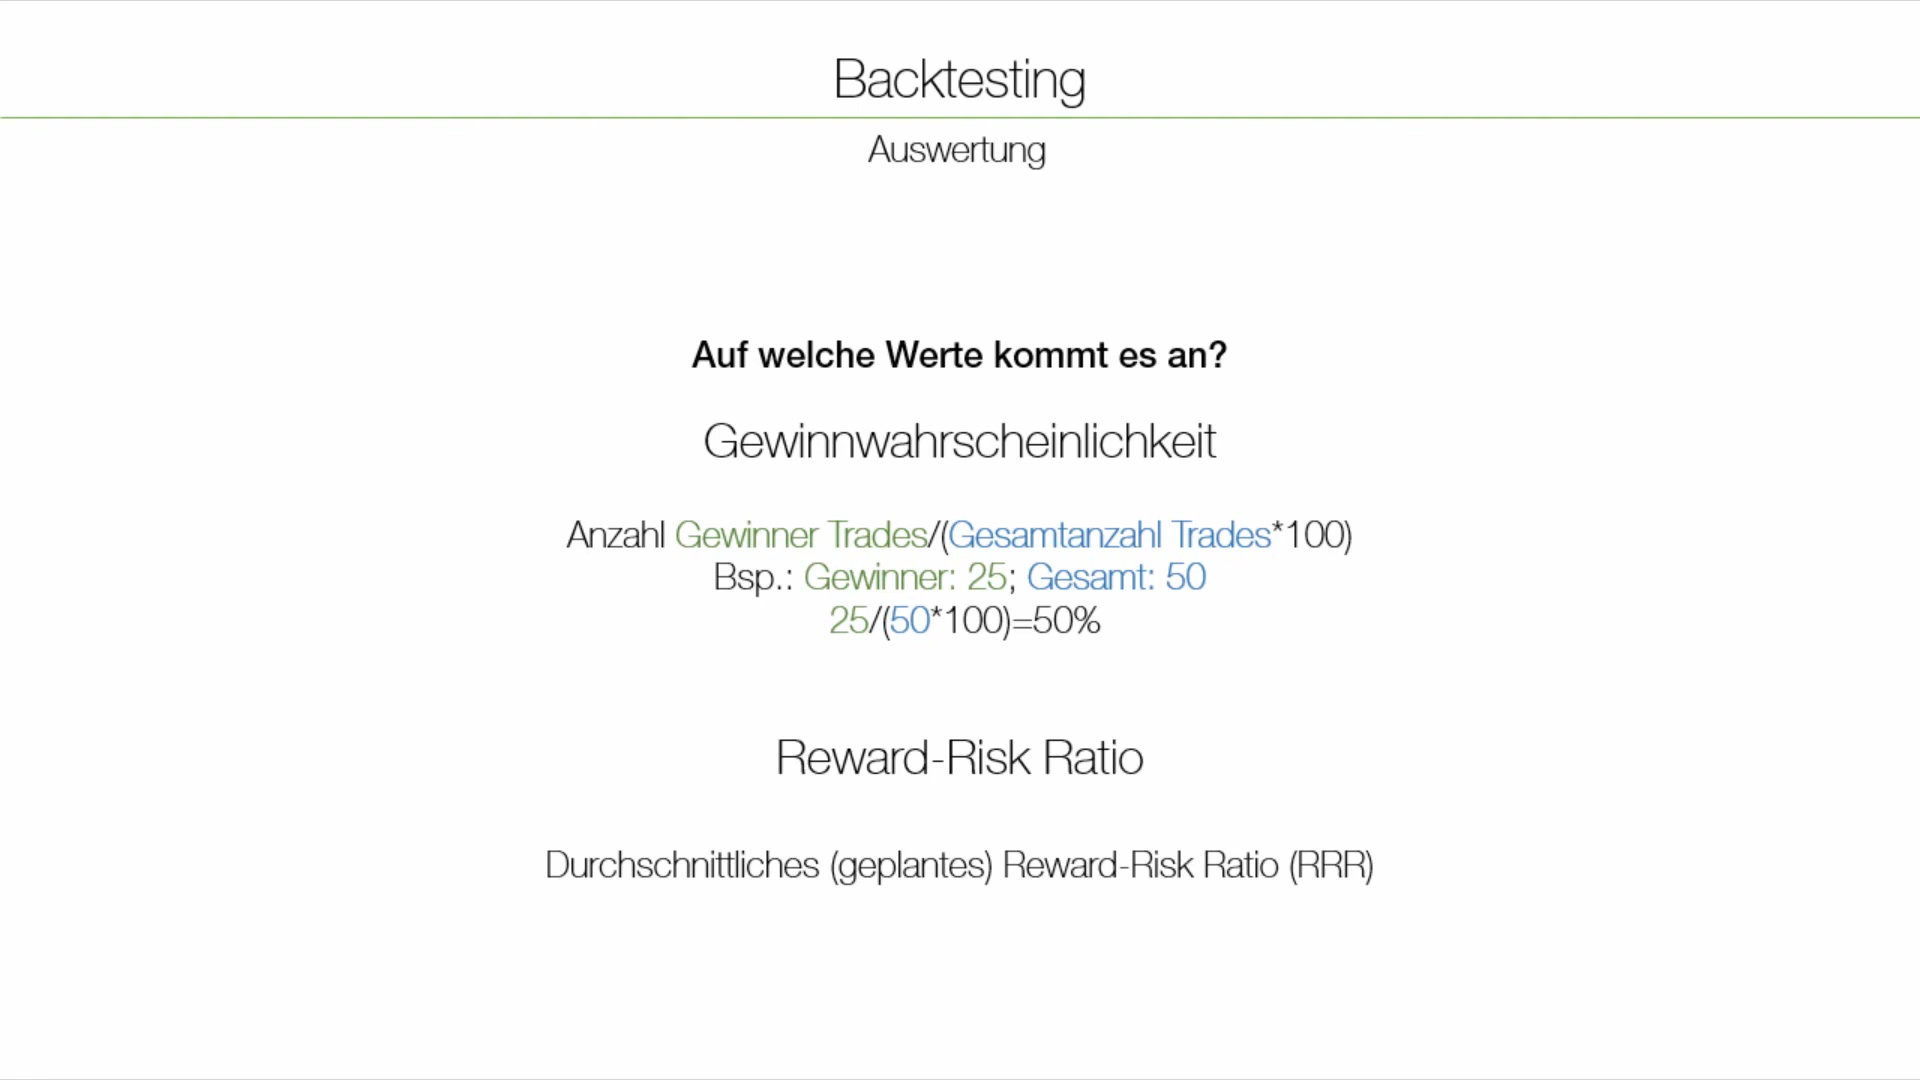 Backtesting
Auswertung
Auf welche Werte kommt es an?
Gewinnwahrscheinlichkeit
Anzahl Gewinner Trades/(Gesamtanzahl Trades*100)
Bsp.: Gewinner: 25; Gesamt: 50
25/(50*100)=50%
Reward-Risk Ratio
Durchschnittliches (geplantes) Reward-Risk Ratio (RRR)